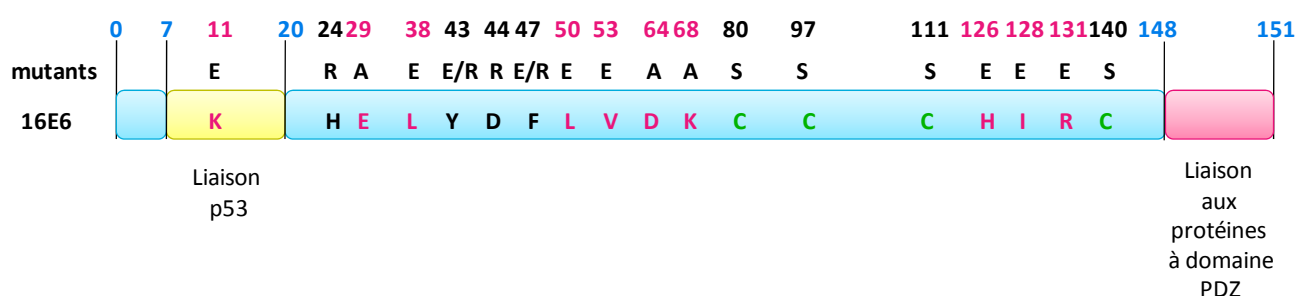 0 7 11 20 24 29 38 43 44 47 50 53 64 68 80 97 111 126 128 131 140 148 151
mutants E R A E E/R R E/R E E A A S S S E E E S
16E6 K H E L Y D F L V D K C C C H I R C
Liaison
p53
Liaison
aux
protéines
à domaine
PDZ